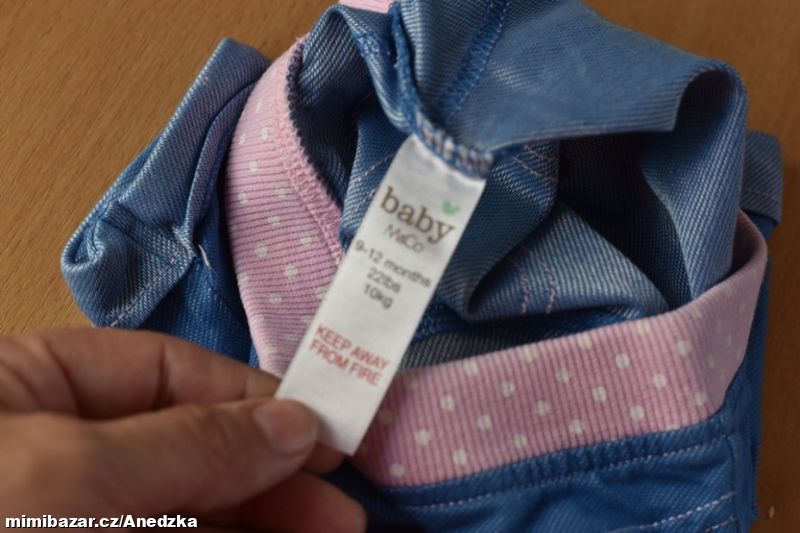 baby
M&Co
9-12 months
22lbs
10kg
KEEP AWAY
FROM FIRE
mimibazar.cz/Anedzka